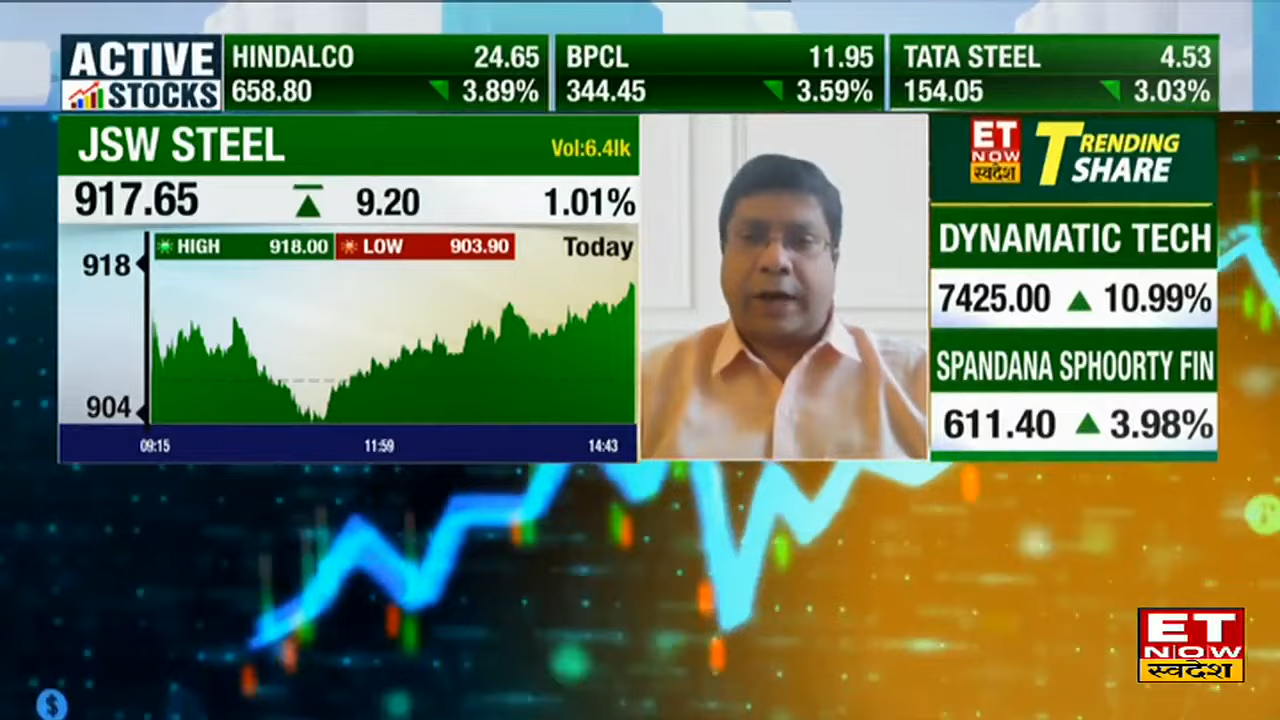 ACTIVE
STOCKS
HINDALCO 24.65
658.80 3.89%
BPCL 11.95
344.45 3.59%
TATA STEEL 4.53
154.05 3.03%
JSW STEEL Vol:6.4lk
917.65 9.20 1.01%
HIGH 918.00 LOW 903.90 Today
918
904
09:15 11:59 14:43
ET
NOW
स्वदेश
TRENDING
SHARE
DYNAMATIC TECH
7425.00 10.99%
SPANDANA SPHOORTY FIN
611.40 3.98%
$
ET
NOW
स्वदेश